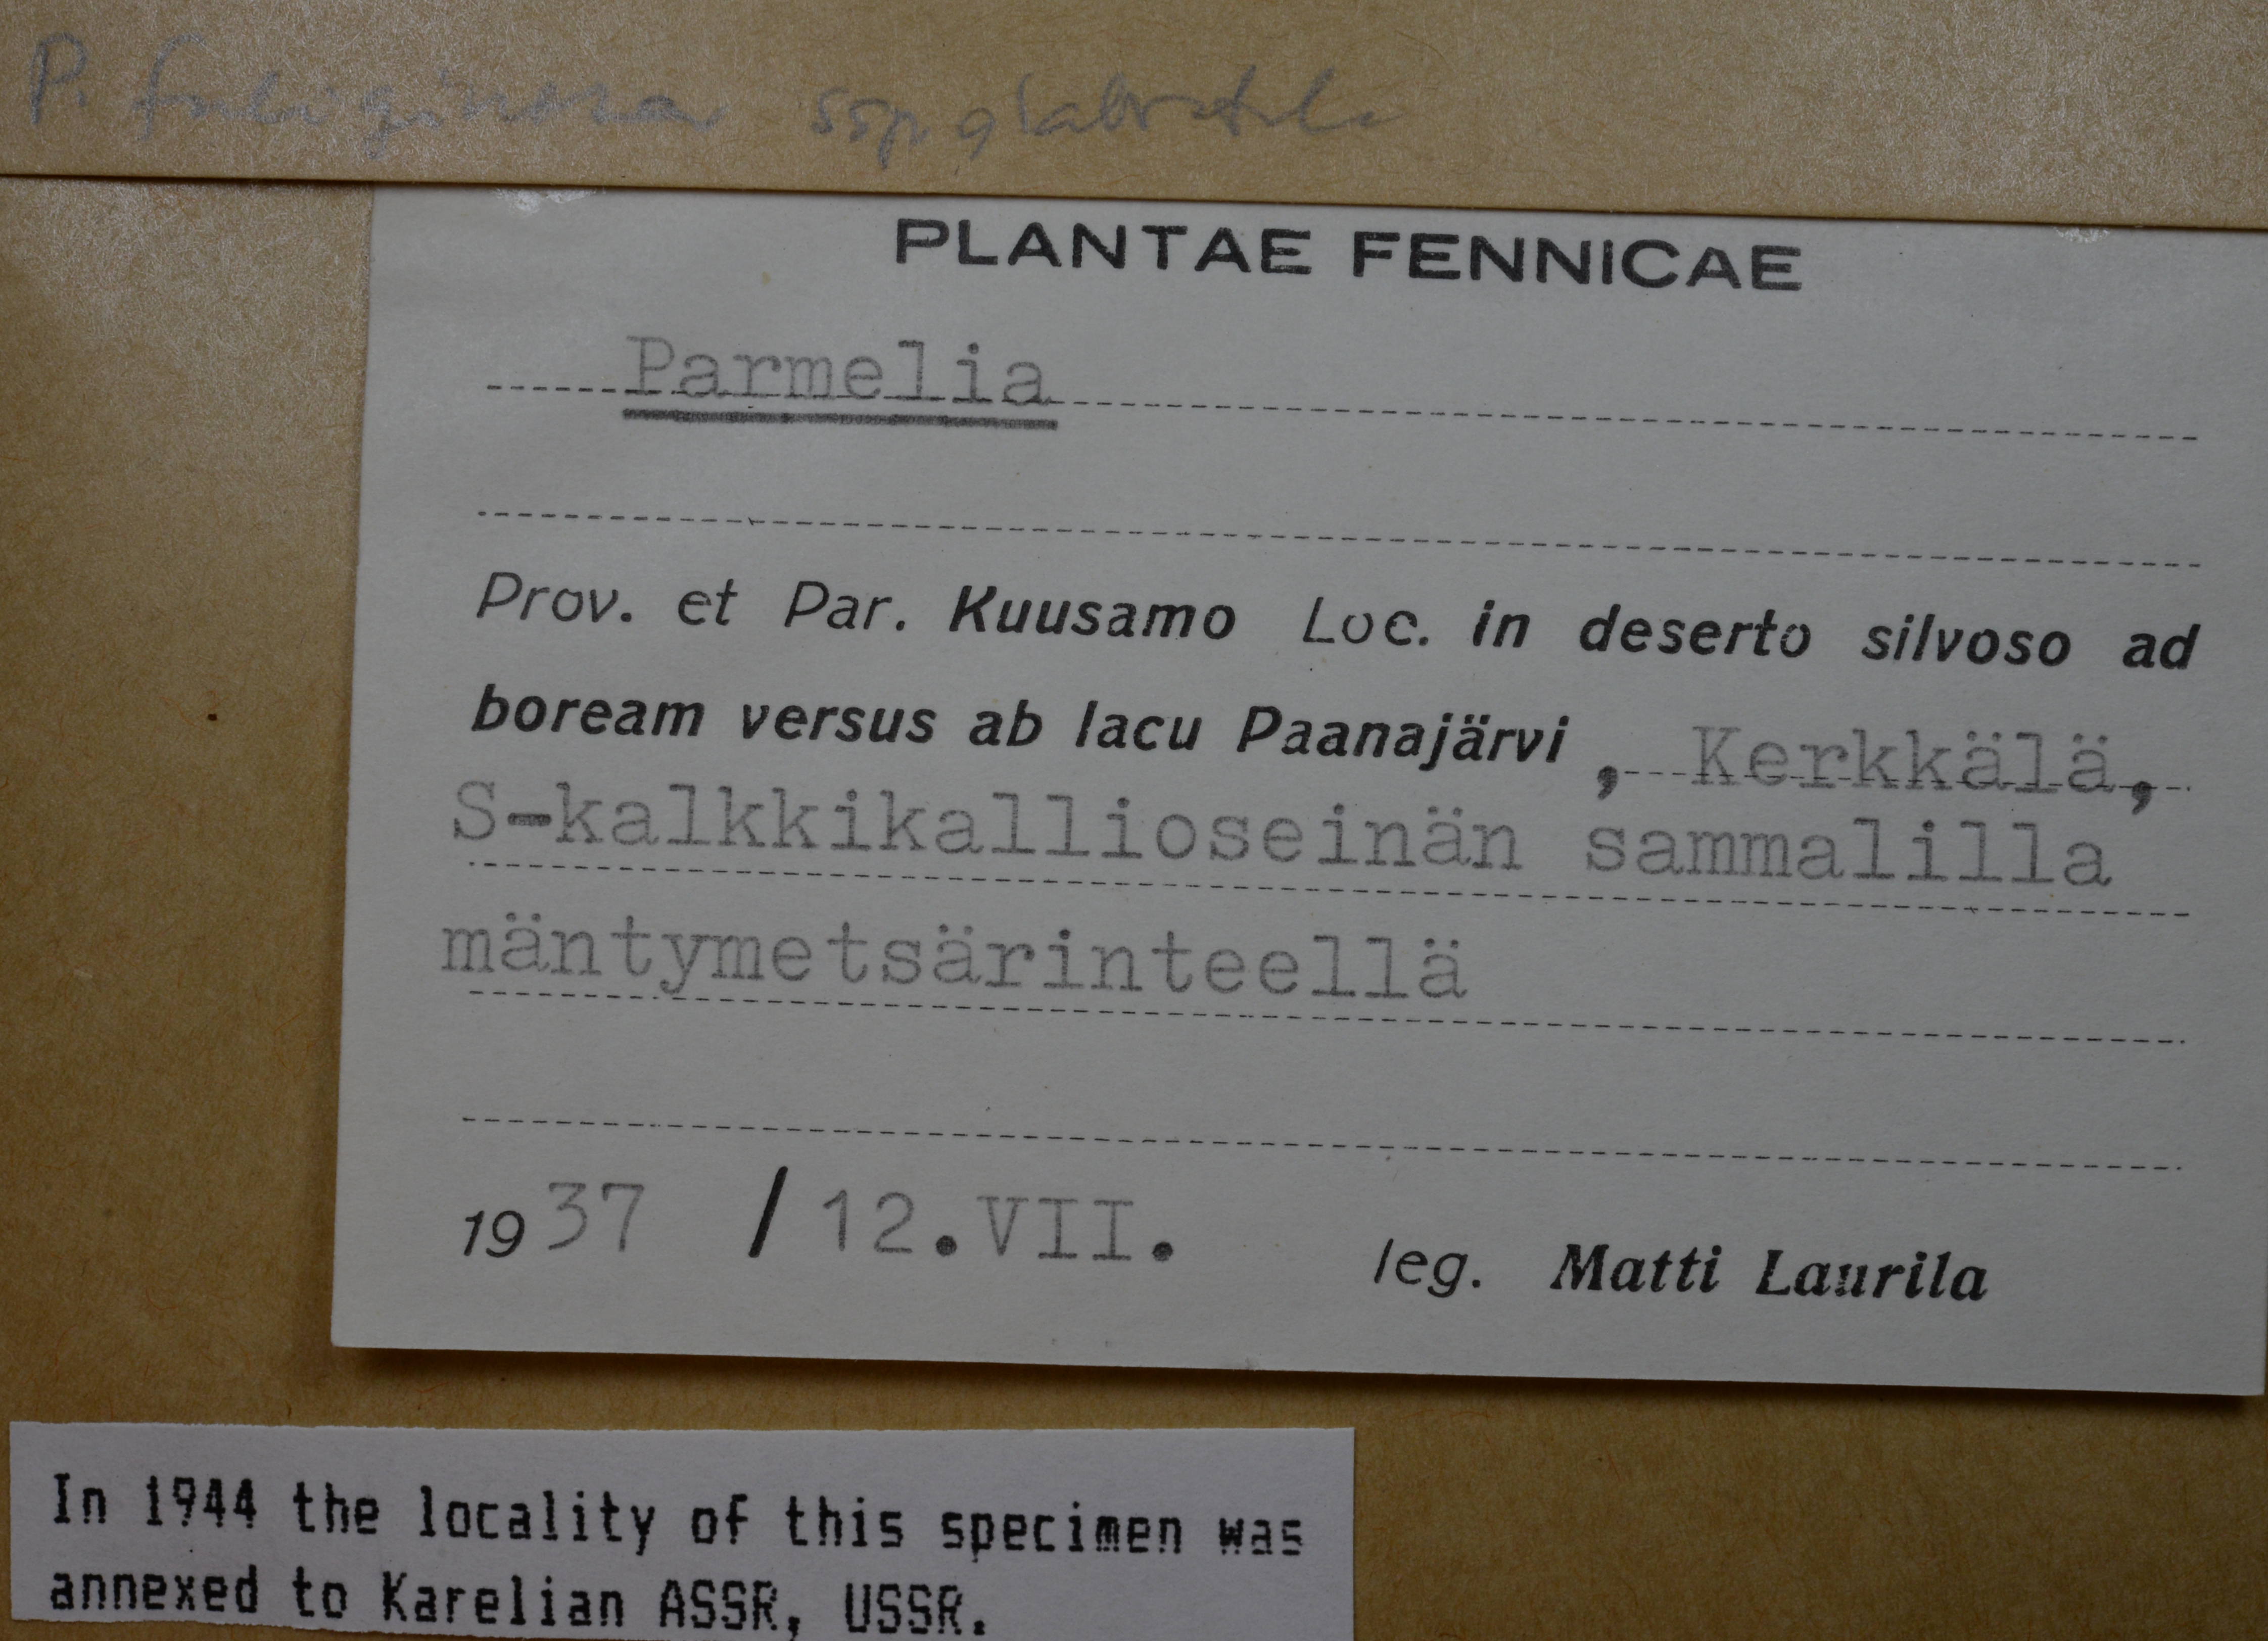 P. fuliginosa ssp. glabratula
PLANTAE FENNICAE
Parmelia
Prov. et Par. Kuusamo Loc. in deserto silvoso ad
boream versus ab lacu Paanajärvi, Kerkkälä,
S-kalkkikallioseinän sammalilla
mäntymetsärinteellä
1937 / 12.VII. leg. Matti Laurila
In 1944 the locality of this specimen was
annexed to Karelian ASSR, USSR.